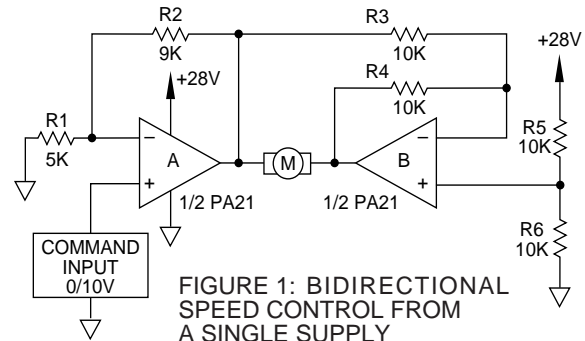 R2
9K
R3
10K
R4
10K
+28V
+28V
R1
5K
−
A
+
M
−
B
+
R5
10K
1/2 PA21
1/2 PA21
R6
10K
COMMAND
INPUT
0/10V
FIGURE 1: BIDIRECTIONAL
SPEED CONTROL FROM
A SINGLE SUPPLY